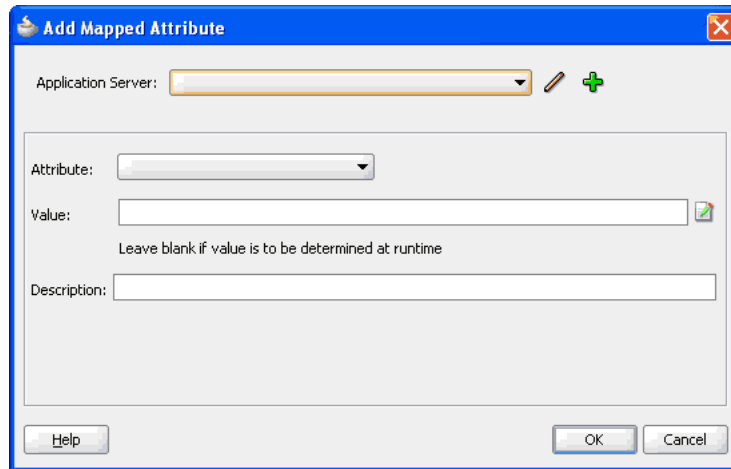 Add Mapped Attribute
Application Server:
Attribute:
Value:
Leave blank if value is to be determined at runtime
Description:
Help OK Cancel